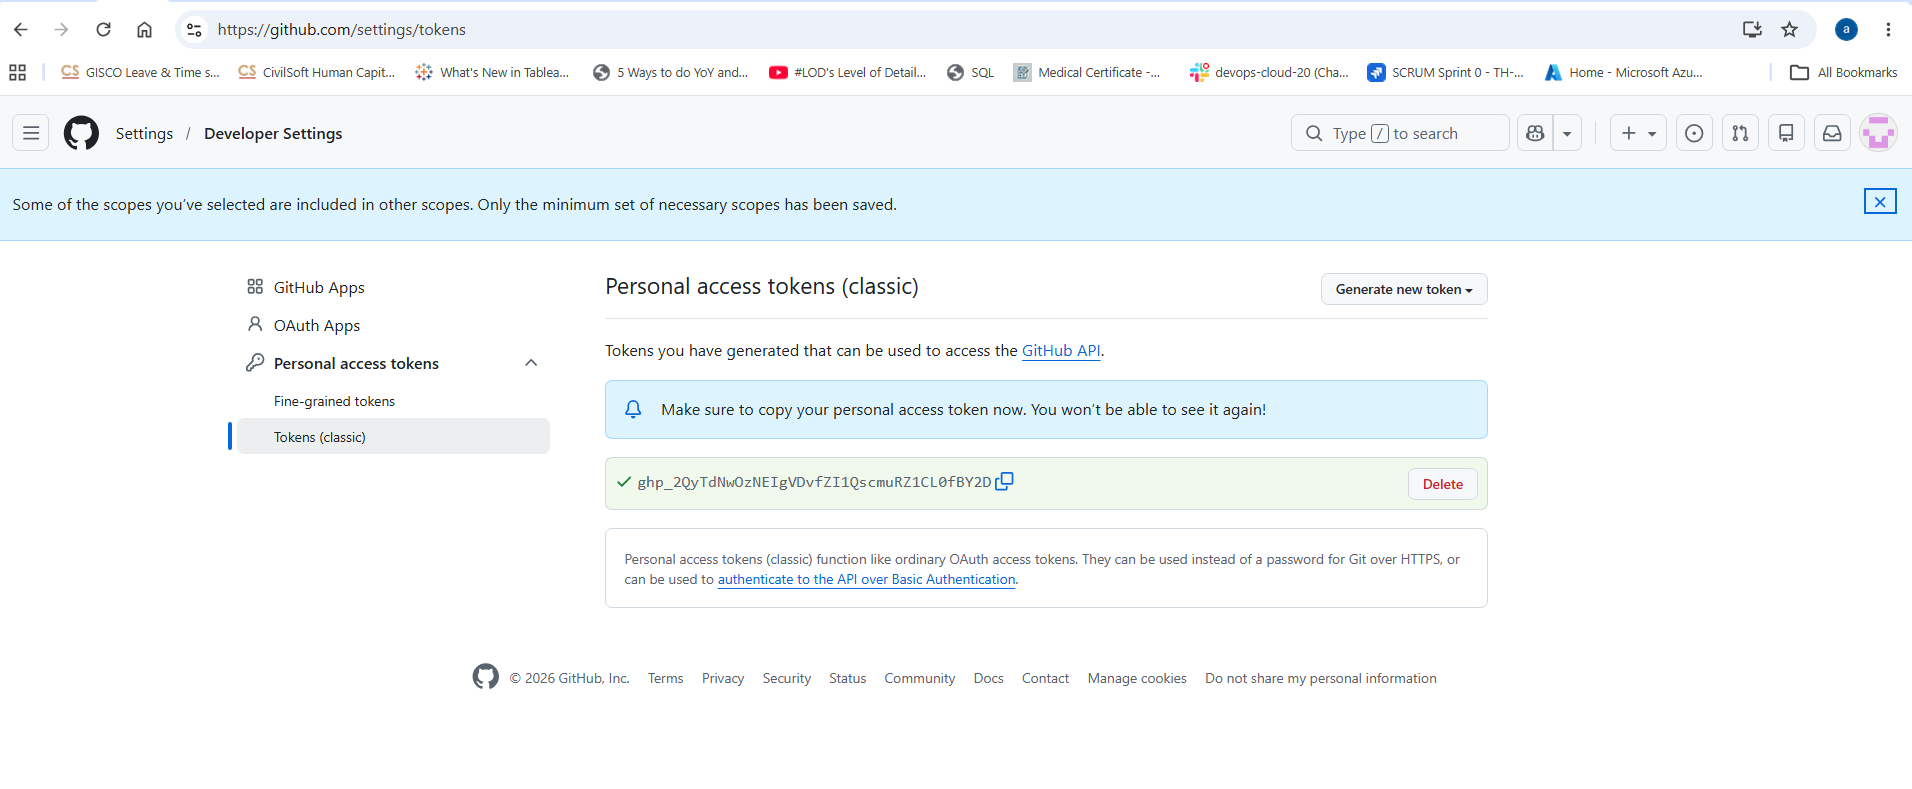 https://github.com/settings/tokens
a
GISCO Leave & Time s...
CivilSoft Human Capit...
What's New in Tablea...
5 Ways to do YoY and...
#LOD's Level of Detail...
SQL
Medical Certificate -...
devops-cloud-20 (Cha...
SCRUM Sprint 0 - TH-...
Home - Microsoft Azu...
All Bookmarks
Settings / Developer Settings
Type / to search
Some of the scopes you’ve selected are included in other scopes. Only the minimum set of necessary scopes has been saved.
GitHub Apps
OAuth Apps
Personal access tokens
Fine-grained tokens
Tokens (classic)
Personal access tokens (classic)
Generate new token
Tokens you have generated that can be used to access the GitHub API.
Make sure to copy your personal access token now. You won’t be able to see it again!
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
Delete
Personal access tokens (classic) function like ordinary OAuth access tokens. They can be used instead of a password for Git over HTTPS, or
can be used to authenticate to the API over Basic Authentication.
© 2026 GitHub, Inc.
Terms
Privacy
Security
Status
Community
Docs
Contact
Manage cookies
Do not share my personal information